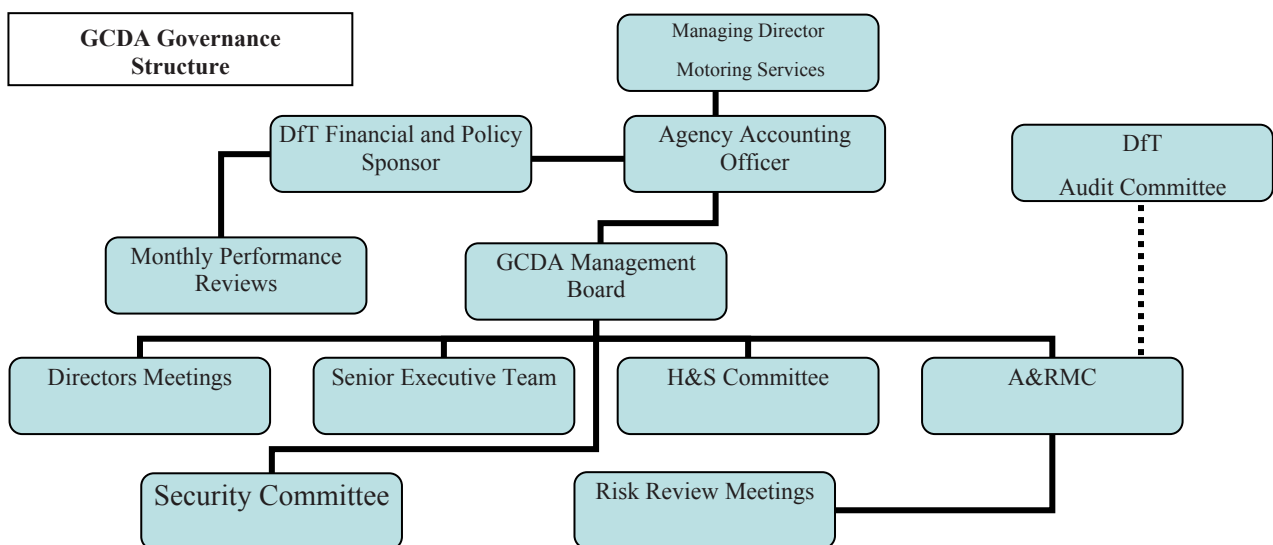 GCDA Governance
Structure
Managing Director
Motoring Services
DfT Financial and Policy
Sponsor
Agency Accounting
Officer
DfT
Audit Committee
Monthly Performance
Reviews
GCDA Management
Board
Directors Meetings
Senior Executive Team
H&S Committee
A&RMC
Security Committee
Risk Review Meetings